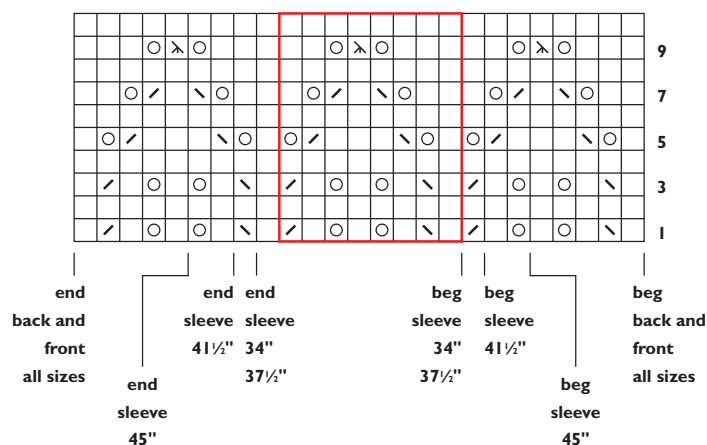 9
7
5
3
1
end
back and
front
all sizes
end
sleeve
45"
end
sleeve
41½"
end
sleeve
34"
37½"
beg
sleeve
34"
37½"
beg
sleeve
41½"
beg
sleeve
45"
beg
back and
front
all sizes